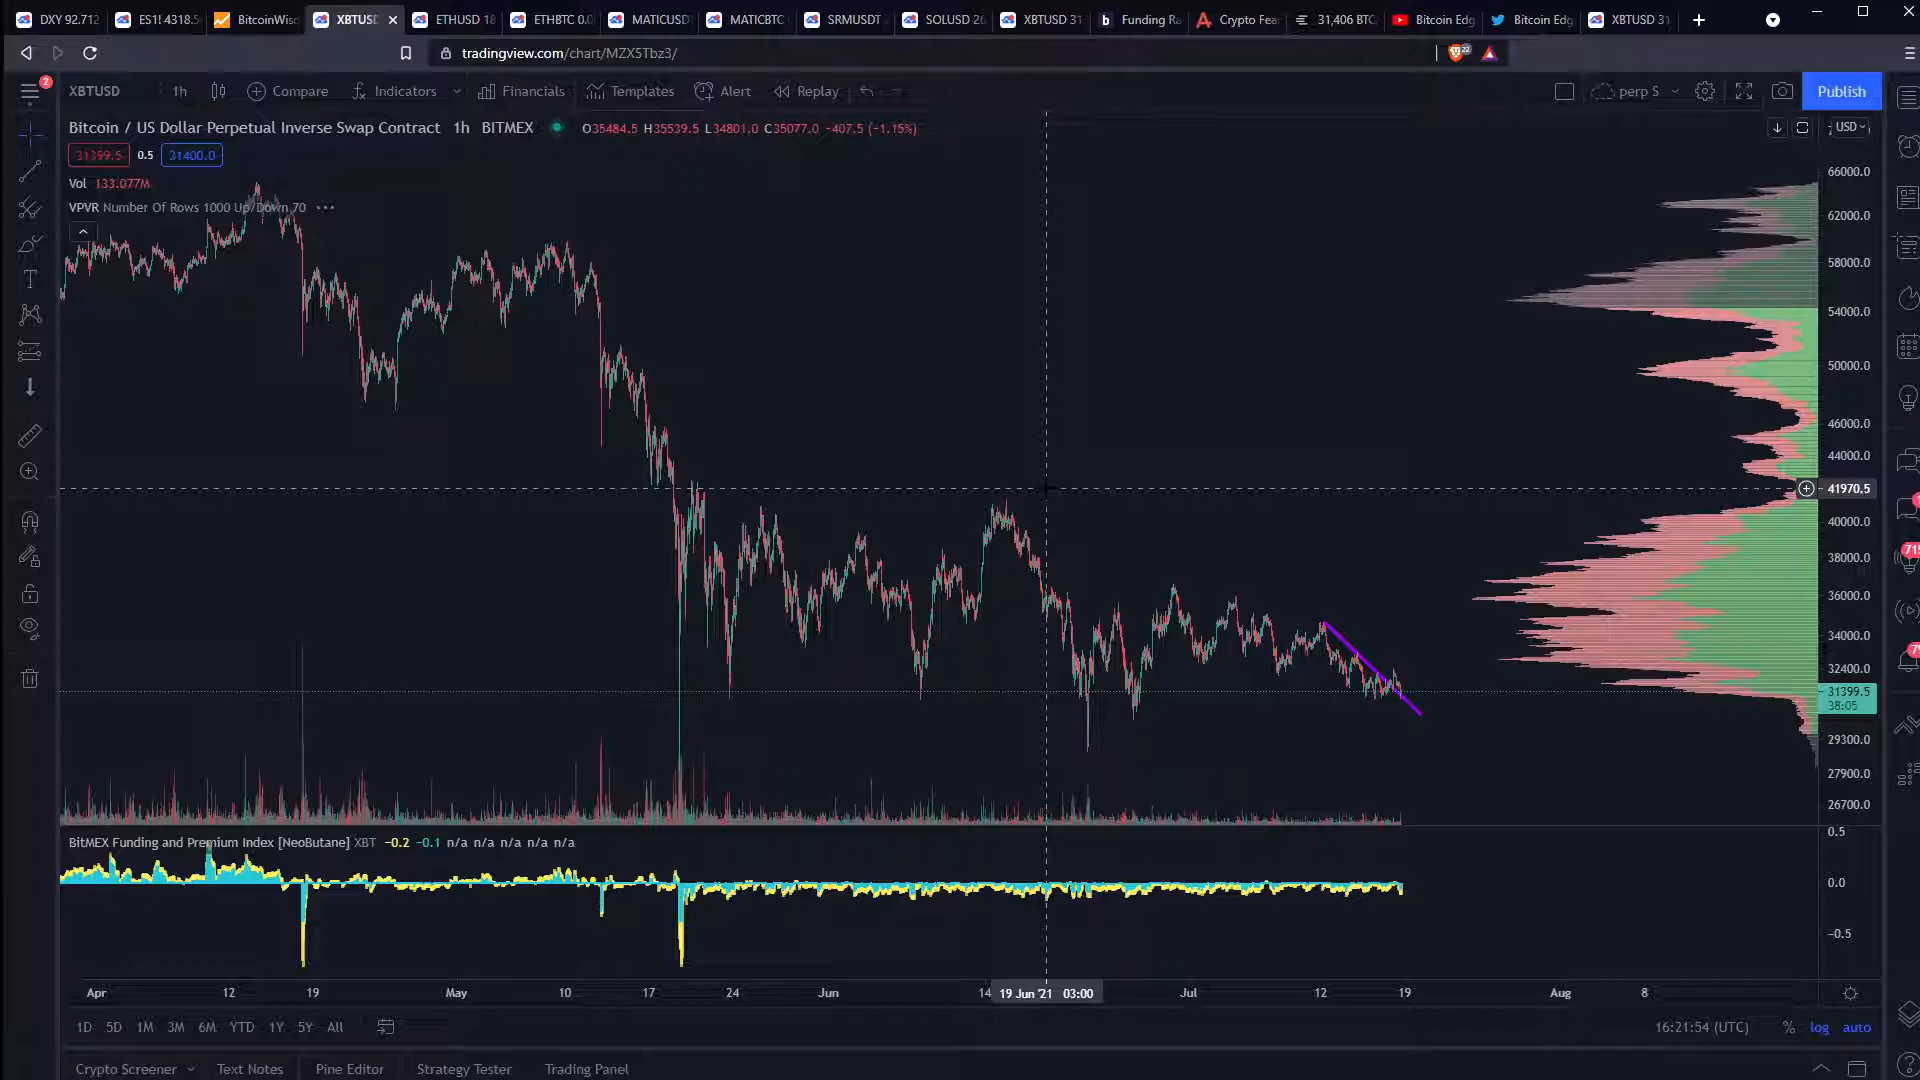 DXY 92.712
ES1! 4318.5
BitcoinWis
XBTUSD
ETHUSD 18
ETHBTC 0.0
MATICUSD
MATICBTC
SRMUSDT
SOLUSD 26
XBTUSD 31
Funding Ra
Crypto Fea
31,406 BTC
Bitcoin Edg
Bitcoin Edg
XBTUSD 31
tradingview.com/chart/MZX5Tbz3/
22
2
XBTUSD 1h Compare Indicators Financials Templates Alert Replay perp S Publish
Bitcoin / US Dollar Perpetual Inverse Swap Contract 1h BITMEX O35484.5 H35539.5 L34801.0 C35077.0 -407.5 (-1.15%)
USD
31399.5 0.5 31400.0
Vol 133.077M
VPVR Number Of Rows 1000 Up/Down 70
66000.0
62000.0
58000.0
54000.0
50000.0
46000.0
44000.0
41970.5
40000.0
38000.0
36000.0
34000.0
32400.0
31399.5
38:05
29300.0
27900.0
26700.0
BitMEX Funding and Premium Index [NeoButane] XBT -0.2 -0.1 n/a n/a n/a n/a n/a
0.5
0.0
-0.5
Apr 12 19 May 10 17 24 Jun 14 19 Jun '21 03:00 Jul 12 19 Aug 8
1D 5D 1M 3M 6M YTD 1Y 5Y All 16:21:54 (UTC) % log auto
Crypto Screener Text Notes Pine Editor Strategy Tester Trading Panel